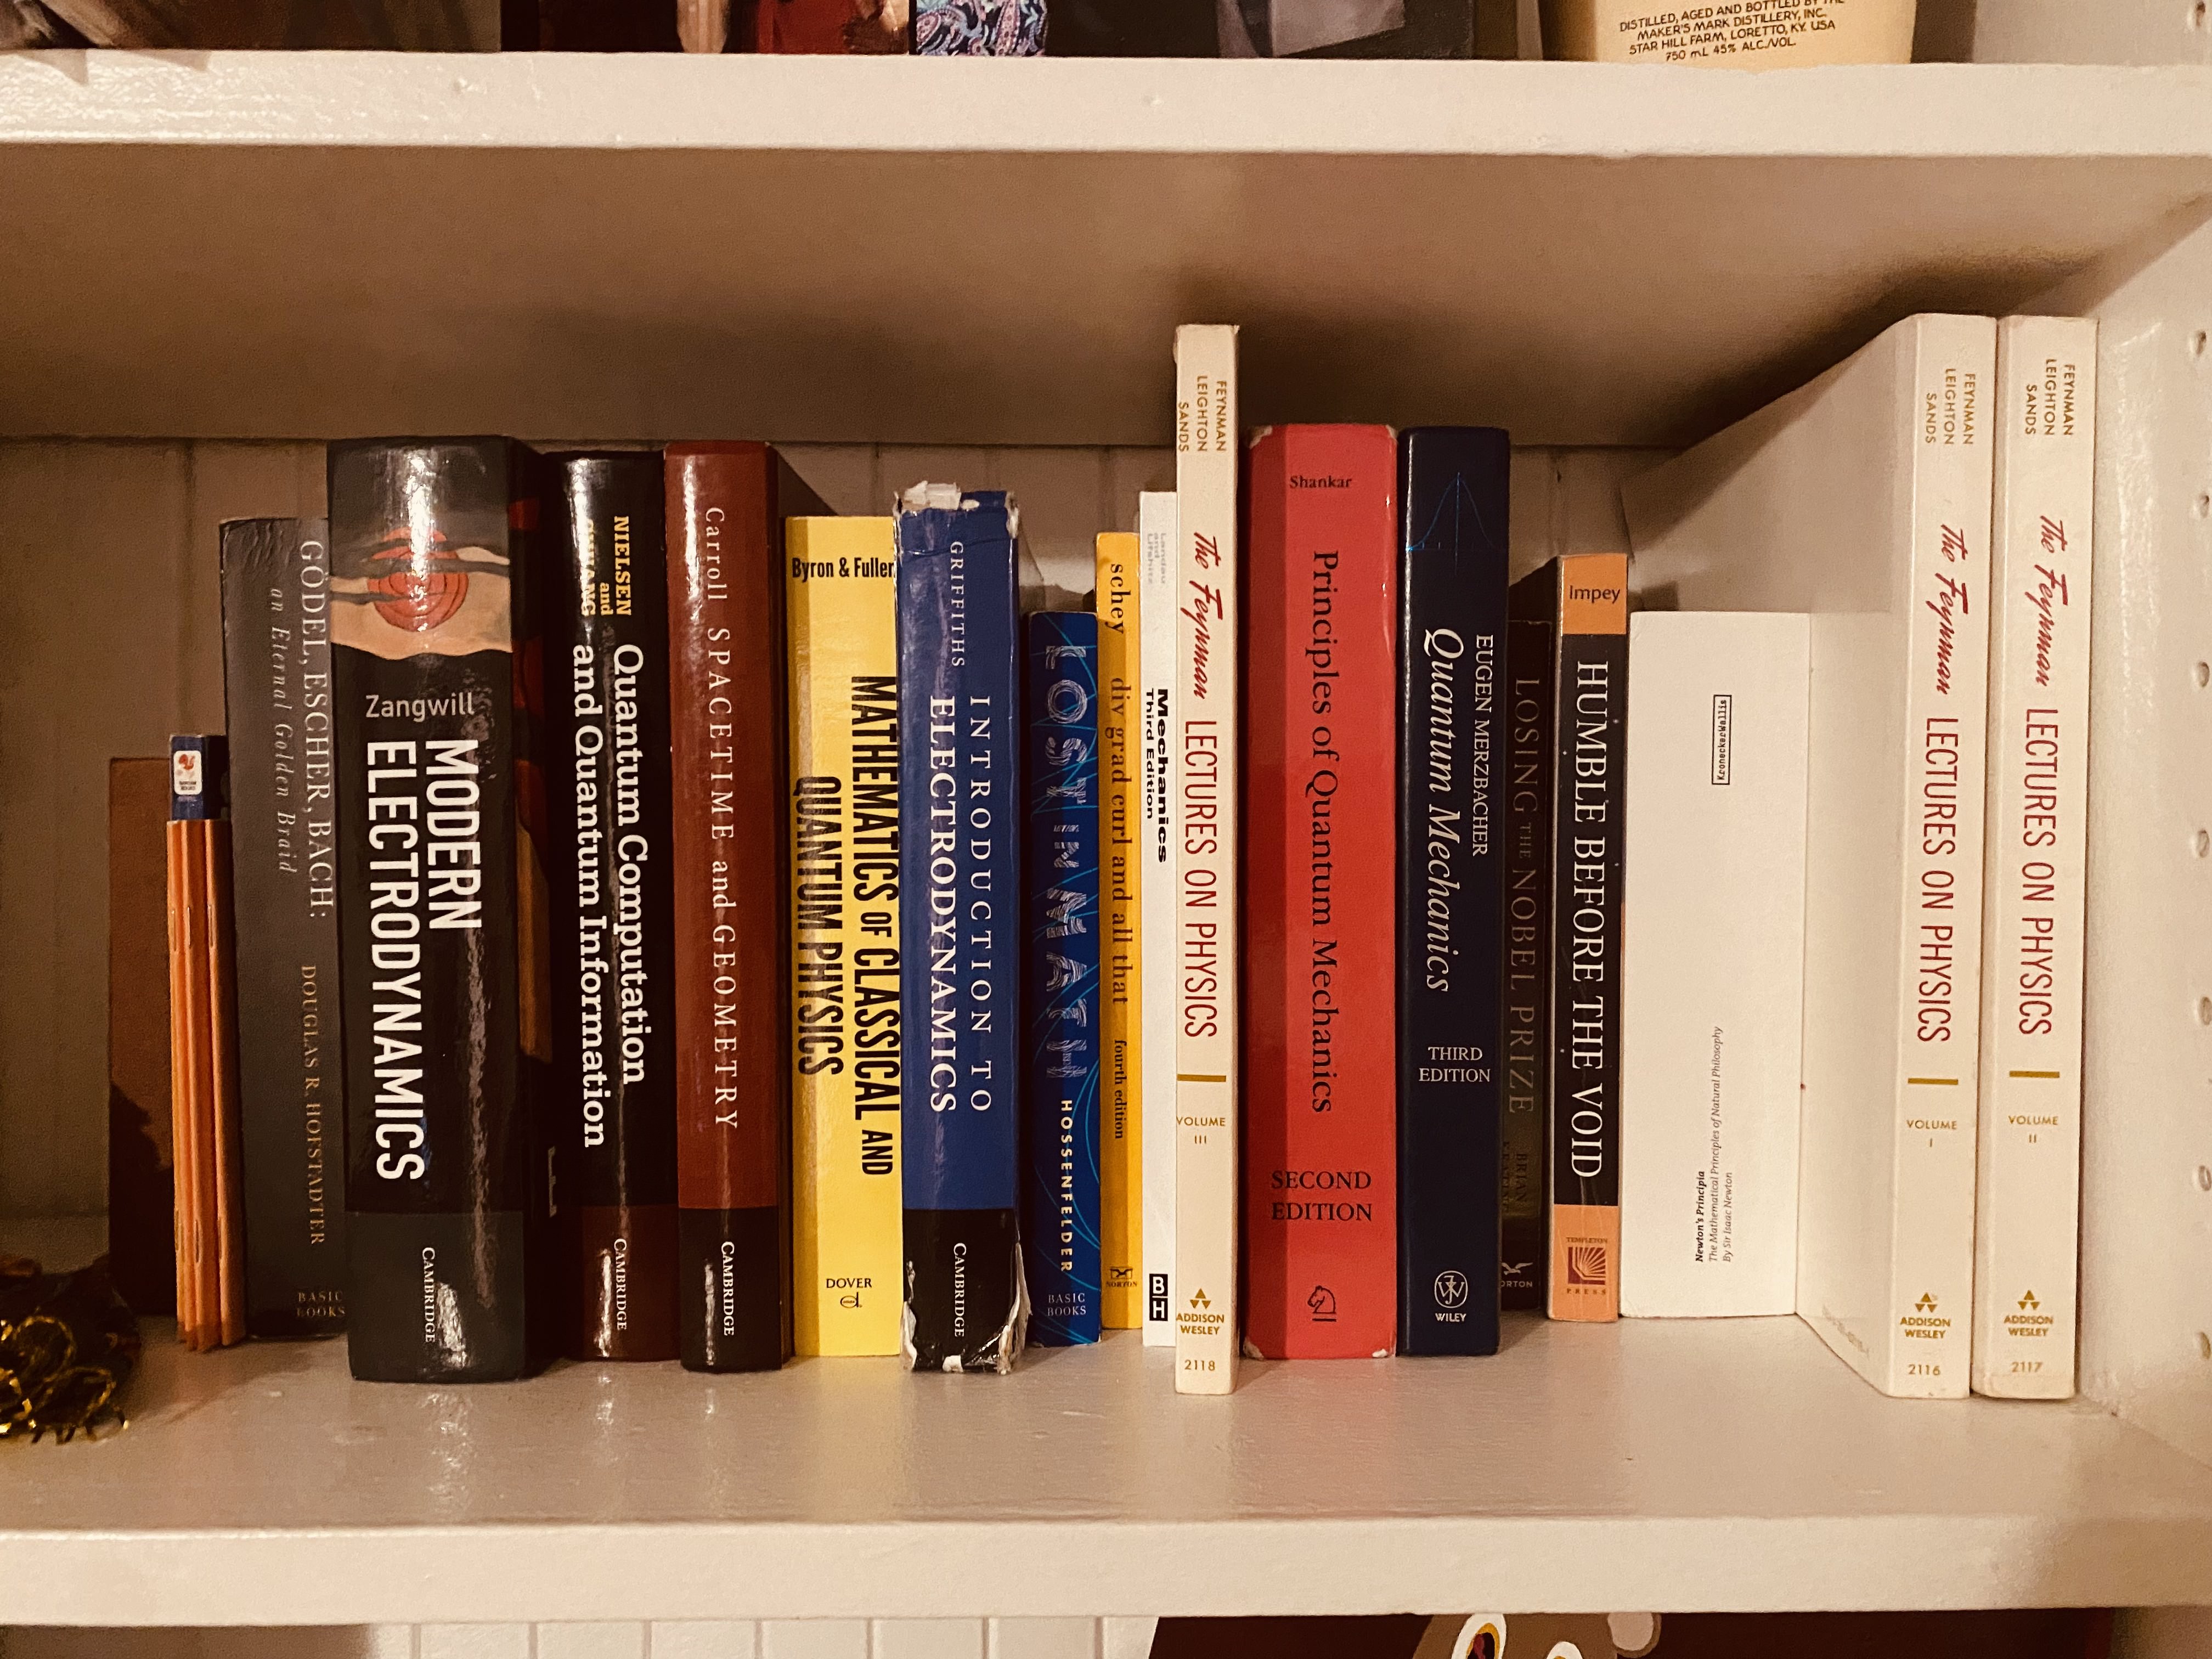 DISTILLED, AGED AND BOTTLED BY THE
MAKER'S MARK DISTILLERY, INC.
STAR HILL FARM, LORETTO, KY. USA
750 mL 45% ALC./VOL.
GÖDEL, ESCHER, BACH:
an Eternal Golden Braid
DOUGLAS R. HOFSTADTER
BASIC
BOOKS
Zangwill
MODERN
ELECTRODYNAMICS
CAMBRIDGE
NIELSEN
and
CHUANG
Quantum Computation
and Quantum Information
CAMBRIDGE
Carroll
SPACETIME and GEOMETRY
CAMBRIDGE
Byron & Fuller
MATHEMATICS OF CLASSICAL AND
QUANTUM PHYSICS
DOVER
GRIFFITHS
INTRODUCTION TO
ELECTRODYNAMICS
CAMBRIDGE
LOST IN MATH
HOSSENFELDER
BASIC
BOOKS
schey
div grad curl and all that
fourth edition
NORTON
Landau
and
Lifshitz
Mechanics
Third Edition
BH
FEYNMAN
LEIGHTON
SANDS
The Feynman LECTURES ON PHYSICS
VOLUME
III
ADDISON
WESLEY
2118
Shankar
Principles of Quantum Mechanics
SECOND
EDITION
EUGEN MERZBACHER
Quantum Mechanics
THIRD
EDITION
WILEY
LOSING THE NOBEL PRIZE
BRIAN
KEATING
NORTON
Impey
HUMBLE BEFORE THE VOID
TEMPLETON
PRESS
KroneckerWallis
Newton's Principia
The Mathematical Principles of Natural Philosophy
By Sir Isaac Newton
FEYNMAN
LEIGHTON
SANDS
The Feynman LECTURES ON PHYSICS
VOLUME
I
ADDISON
WESLEY
2116
FEYNMAN
LEIGHTON
SANDS
The Feynman LECTURES ON PHYSICS
VOLUME
II
ADDISON
WESLEY
2117